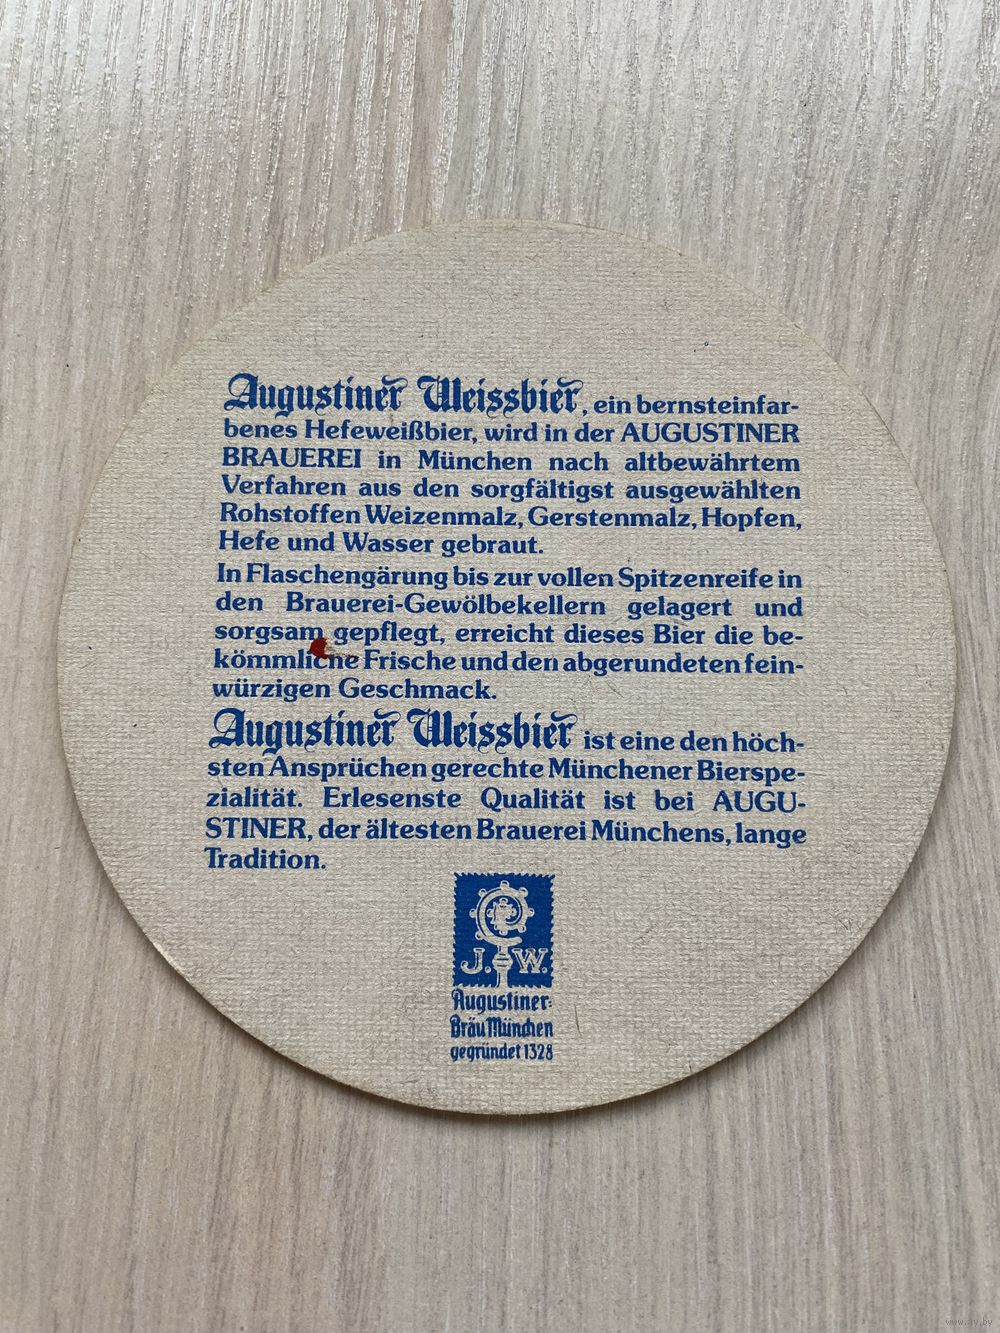 Augustiner Weissbier, ein bernsteinfar-
benes Hefeweißbier, wird in der AUGUSTINER
BRAUEREI in München nach altbewährtem
Verfahren aus den sorgfältigst ausgewählten
Rohstoffen Weizenmalz, Gerstenmalz, Hopfen,
Hefe und Wasser gebraut.
In Flaschengärung bis zur vollen Spitzenreife in
den Brauerei-Gewölbekellern gelagert und
sorgsam gepflegt, erreicht dieses Bier die be-
kömmliche Frische und den abgerundeten fein-
würzigen Geschmack.
Augustiner Weissbier ist eine den höch-
sten Ansprüchen gerechte Münchener Bierspe-
zialität. Erlesenste Qualität ist bei AUGU-
STINER, der ältesten Brauerei Münchens, lange
Tradition.
J. W.
Augustiner-
Bräu München
gegründet 1328
www.ay.by